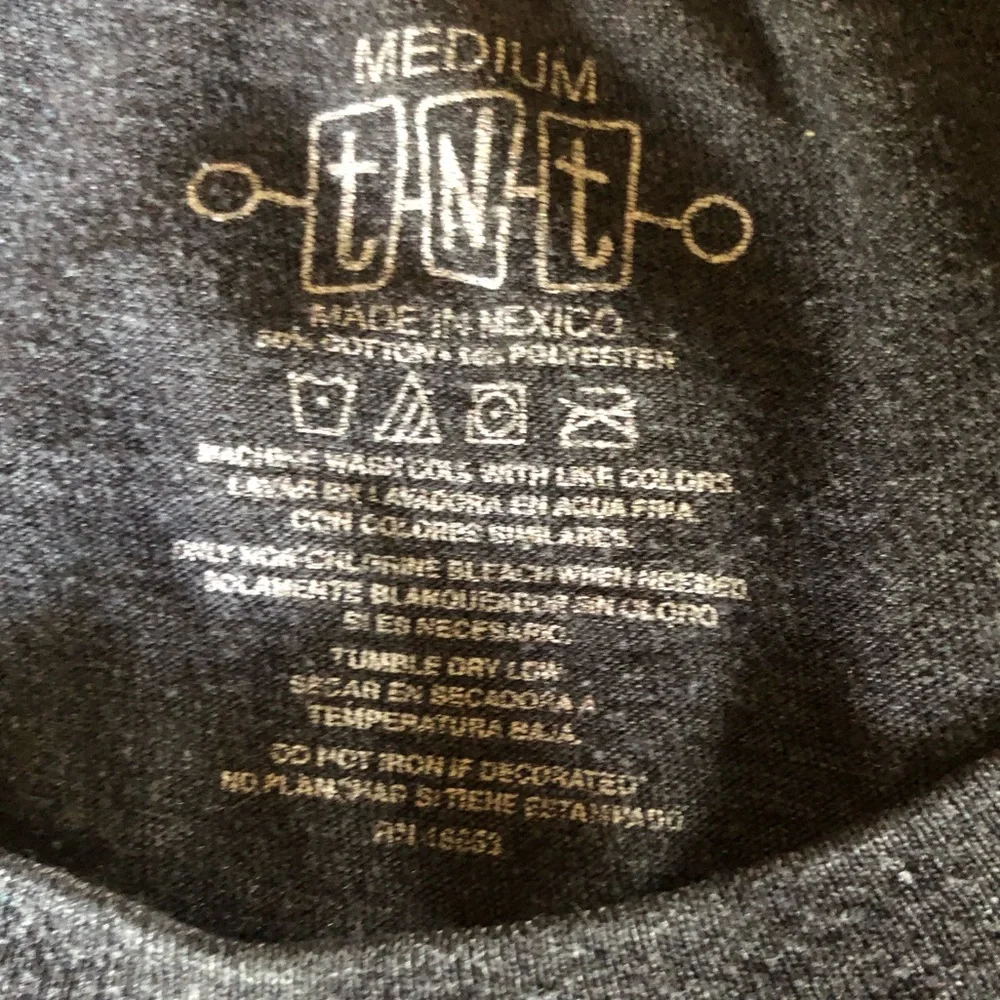 MEDIUM
tNt
MADE IN MEXICO
COTTON • POLYESTER
MACHINE WASH COLD WITH LIKE COLORS.
LAVAR EN LAVADORA EN AGUA FRIA,
CON COLORES SIMILARES.
ONLY NON-CHLORINE BLEACH WHEN NEEDED.
SOLAMENTE BLANQUEADOR SIN CLORO
SI ES NECESARIO.
TUMBLE DRY LOW.
SECAR EN SECADORA A
TEMPERATURA BAJA.
DO NOT IRON IF DECORATED.
NO PLANCHAR SI TIENE ESTAMPADO.
RN